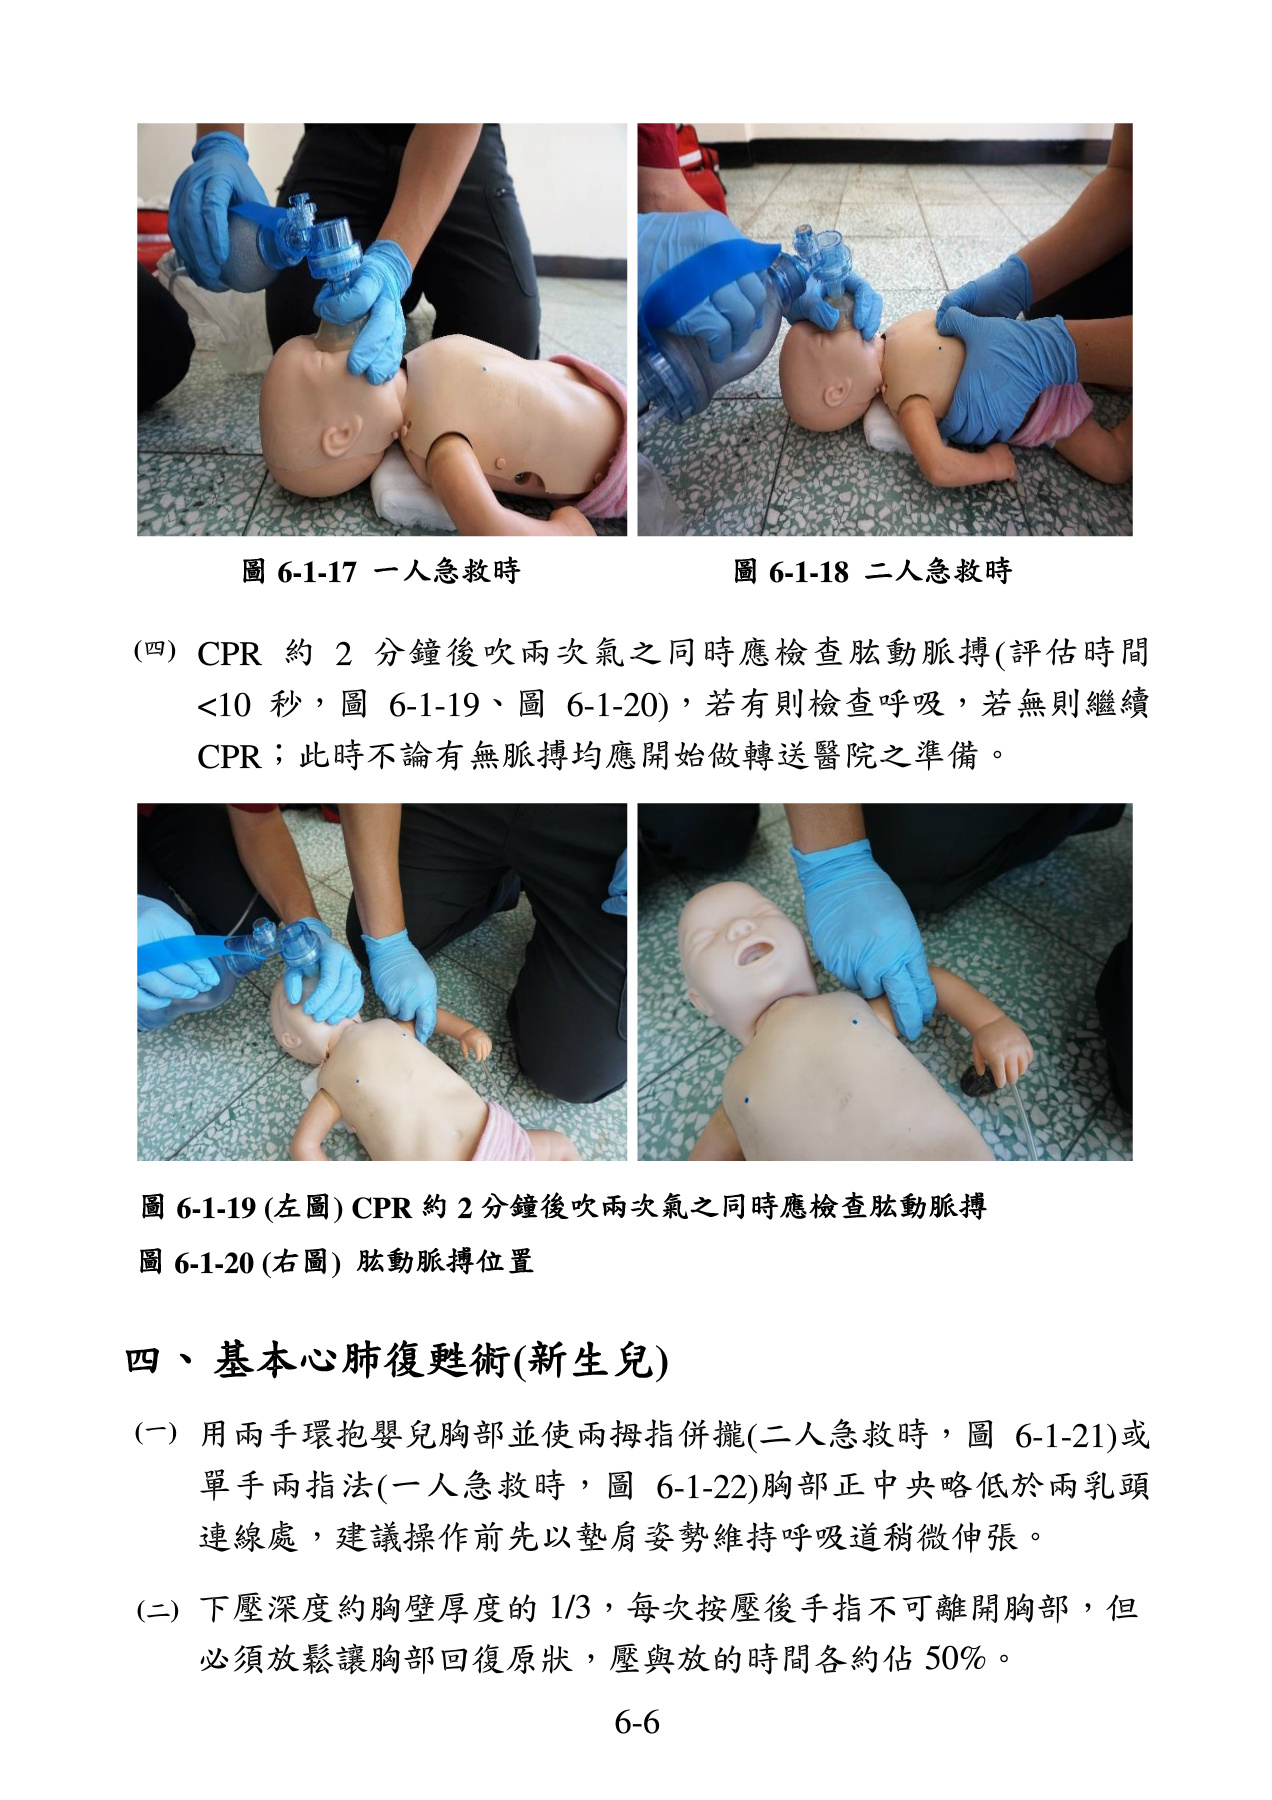 圖 6-1-17 一人急救時
圖 6-1-18 二人急救時
(四) CPR 約 2 分鐘後吹兩次氣之同時應檢查肱動脈搏(評估時間
<10 秒，圖 6-1-19、圖 6-1-20)，若有則檢查呼吸，若無則繼續
CPR；此時不論有無脈搏均應開始做轉送醫院之準備。
圖 6-1-19 (左圖) CPR 約 2 分鐘後吹兩次氣之同時應檢查肱動脈搏
圖 6-1-20 (右圖) 肱動脈搏位置
四、 基本心肺復甦術(新生兒)
(一) 用兩手環抱嬰兒胸部並使兩拇指併攏(二人急救時，圖 6-1-21)或
單手兩指法(一人急救時，圖 6-1-22)胸部正中央略低於兩乳頭
連線處，建議操作前先以墊肩姿勢維持呼吸道稍微伸張。
(二) 下壓深度約胸壁厚度的 1/3，每次按壓後手指不可離開胸部，但
必須放鬆讓胸部回復原狀，壓與放的時間各約佔 50%。
6-6